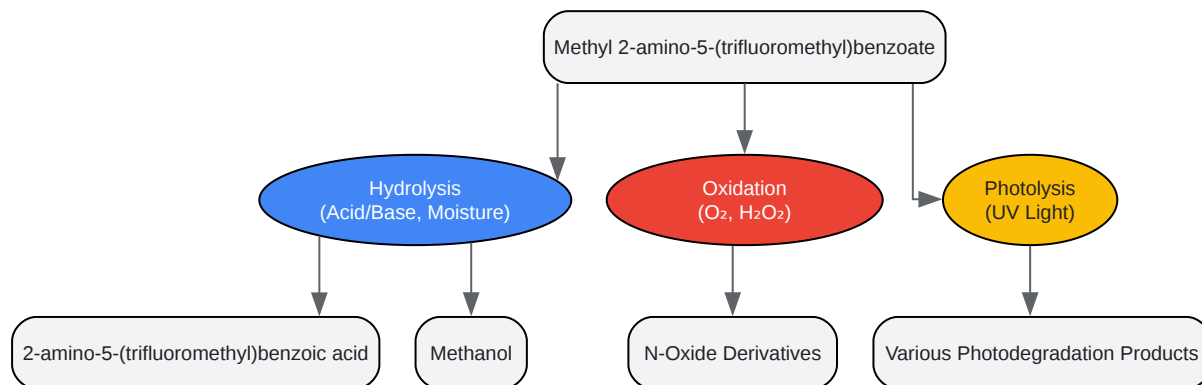 Methyl 2-amino-5-(trifluoromethyl)benzoate
Hydrolysis
(Acid/Base, Moisture)
Oxidation
(O₂, H₂O₂)
Photolysis
(UV Light)
2-amino-5-(trifluoromethyl)benzoic acid
Methanol
N-Oxide Derivatives
Various Photodegradation Products